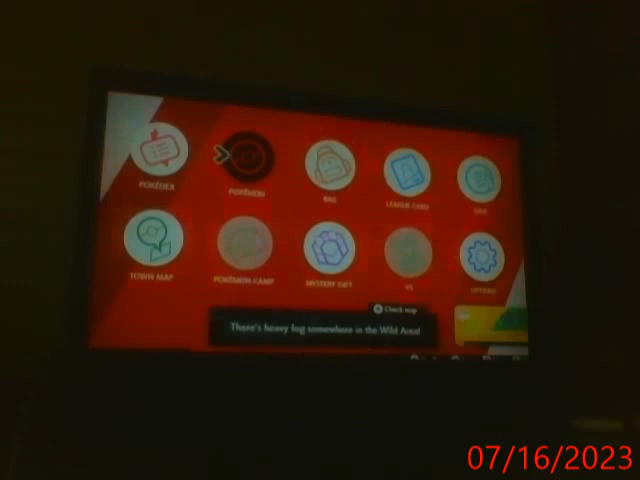 POKÉDEX
POKÉMON
BAG
LEAGUE CARD
SAVE
TOWN MAP
POKÉMON CAMP
MYSTERY GIFT
VS
OPTIONS
Check map
There's heavy fog somewhere in the Wild Area!
07/16/2023